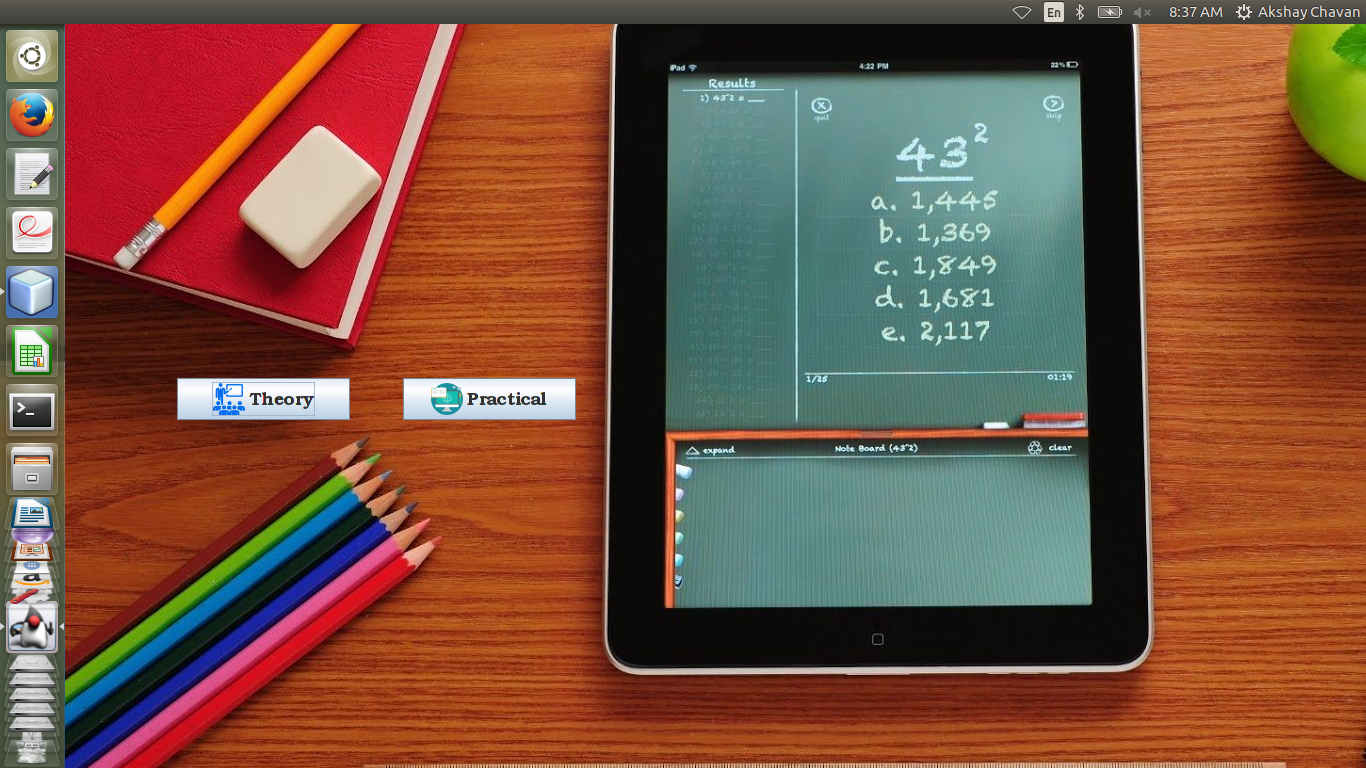 En
8:37 AM
Akshay Chavan
iPad
4:22 PM
22%
Results
1) 43^2 = ___
quit
skip
43²
a. 1,445
b. 1,369
c. 1,849
d. 1,681
e. 2,117
1/25
01:19
Theory
Practical
expand
Note Board (43^2)
clear